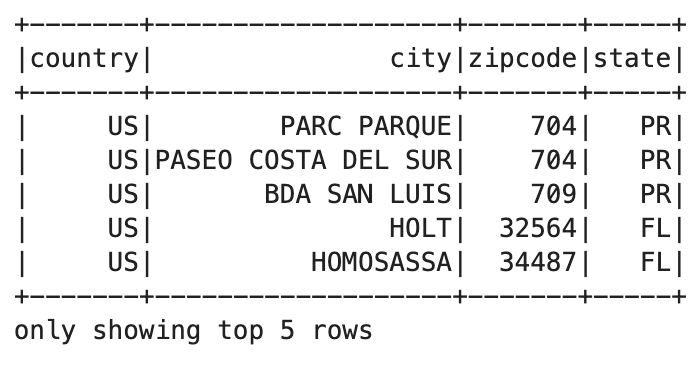 +-------+-------------------+-------+-----+
|country|               city|zipcode|state|
+-------+-------------------+-------+-----+
|     US|        PARC PARQUE|    704|   PR|
|     US|PASEO COSTA DEL SUR|    704|   PR|
|     US|       BDA SAN LUIS|    709|   PR|
|     US|               HOLT|  32564|   FL|
|     US|          HOMOSASSA|  34487|   FL|
+-------+-------------------+-------+-----+
only showing top 5 rows